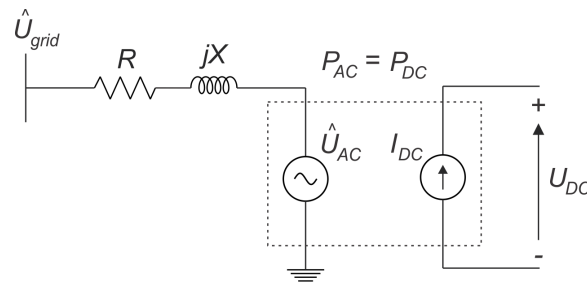 Û_grid
R
jX
P_AC = P_DC
Û_AC
I_DC
+
U_DC
-